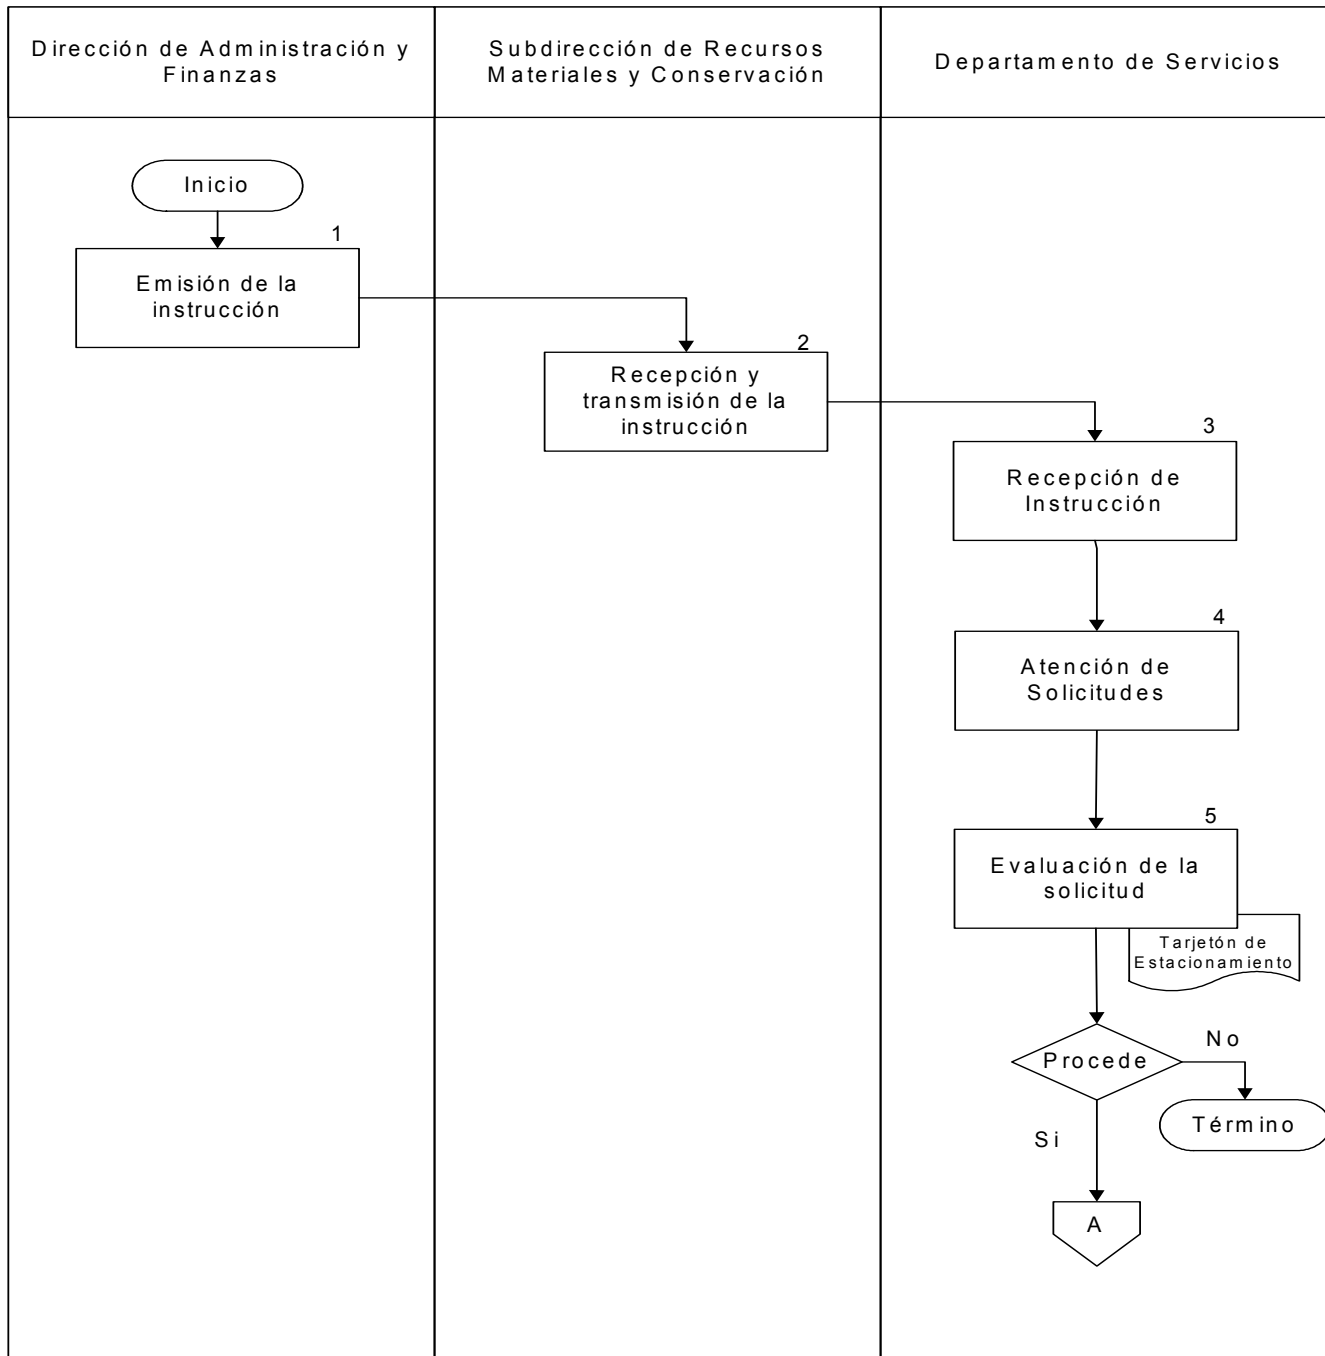 Dirección de Administración y
Finanzas
Subdirección de Recursos
Materiales y Conservación
Departamento de Servicios
Inicio
1
Emisión de la
instrucción
2
Recepción y
transmisión de la
instrucción
3
Recepción de
Instrucción
4
Atención de
Solicitudes
5
Evaluación de la
solicitud
Tarjetón de
Estacionamiento
Procede
No
Término
Si
A